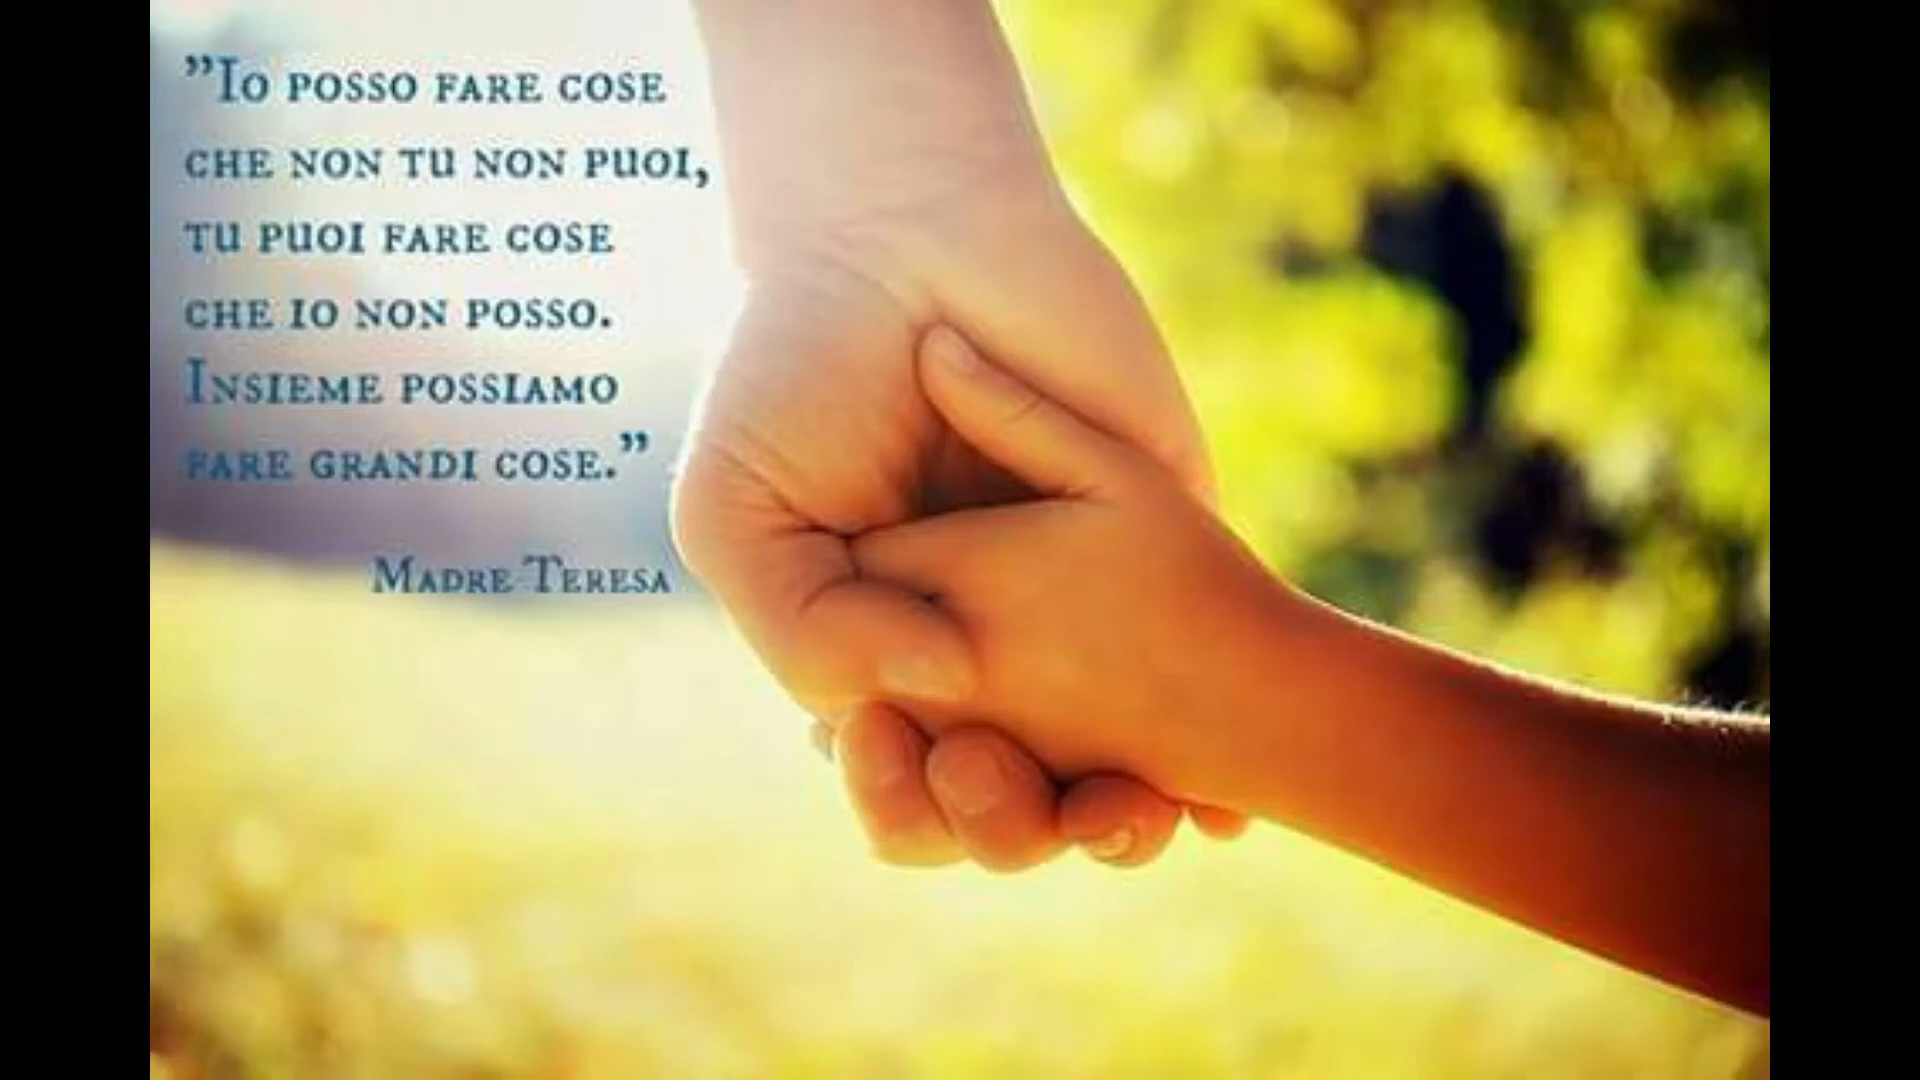 ”Io posso fare cose
che non tu non puoi,
tu puoi fare cose
che io non posso.
Insieme possiamo
fare grandi cose.”
Madre Teresa